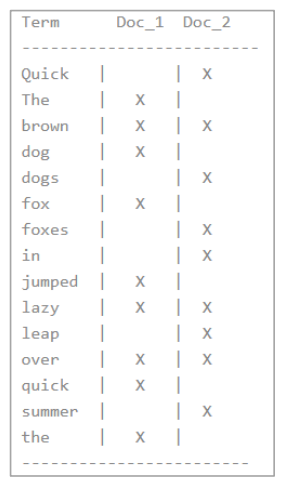 Term      Doc_1  Doc_2
-------------------------
Quick   |       |  X
The     |   X   |
brown   |   X   |  X
dog     |   X   |
dogs    |       |  X
fox     |   X   |
foxes   |       |  X
in      |       |  X
jumped  |   X   |
lazy    |   X   |  X
leap    |       |  X
over    |   X   |  X
quick   |   X   |
summer  |       |  X
the     |   X   |
------------------------